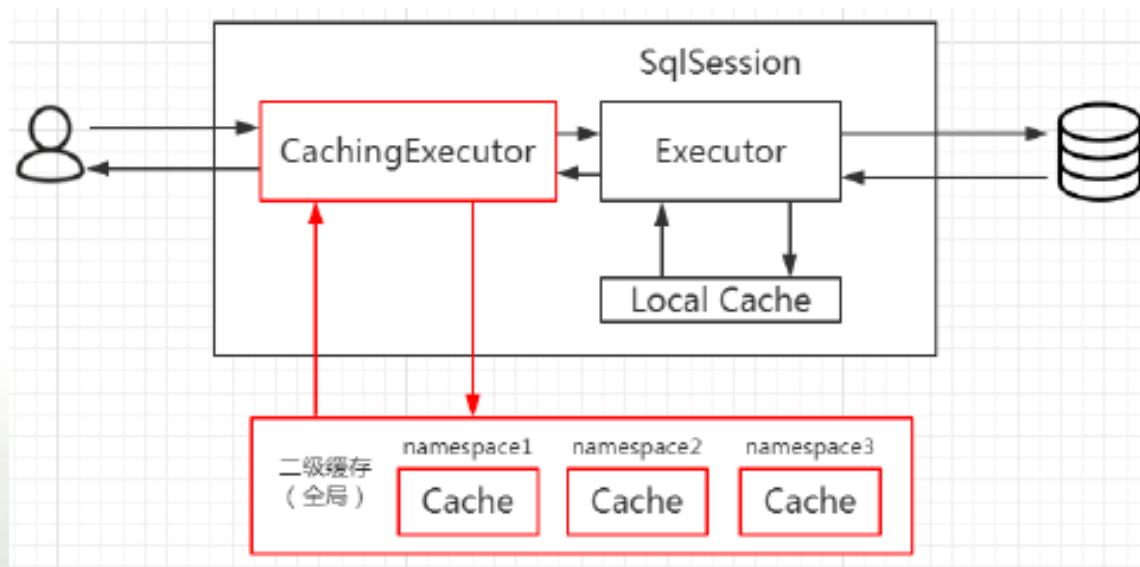 SqlSession
CachingExecutor
Executor
Local Cache
二级缓存
（全局）
namespace1
namespace2
namespace3
Cache
Cache
Cache